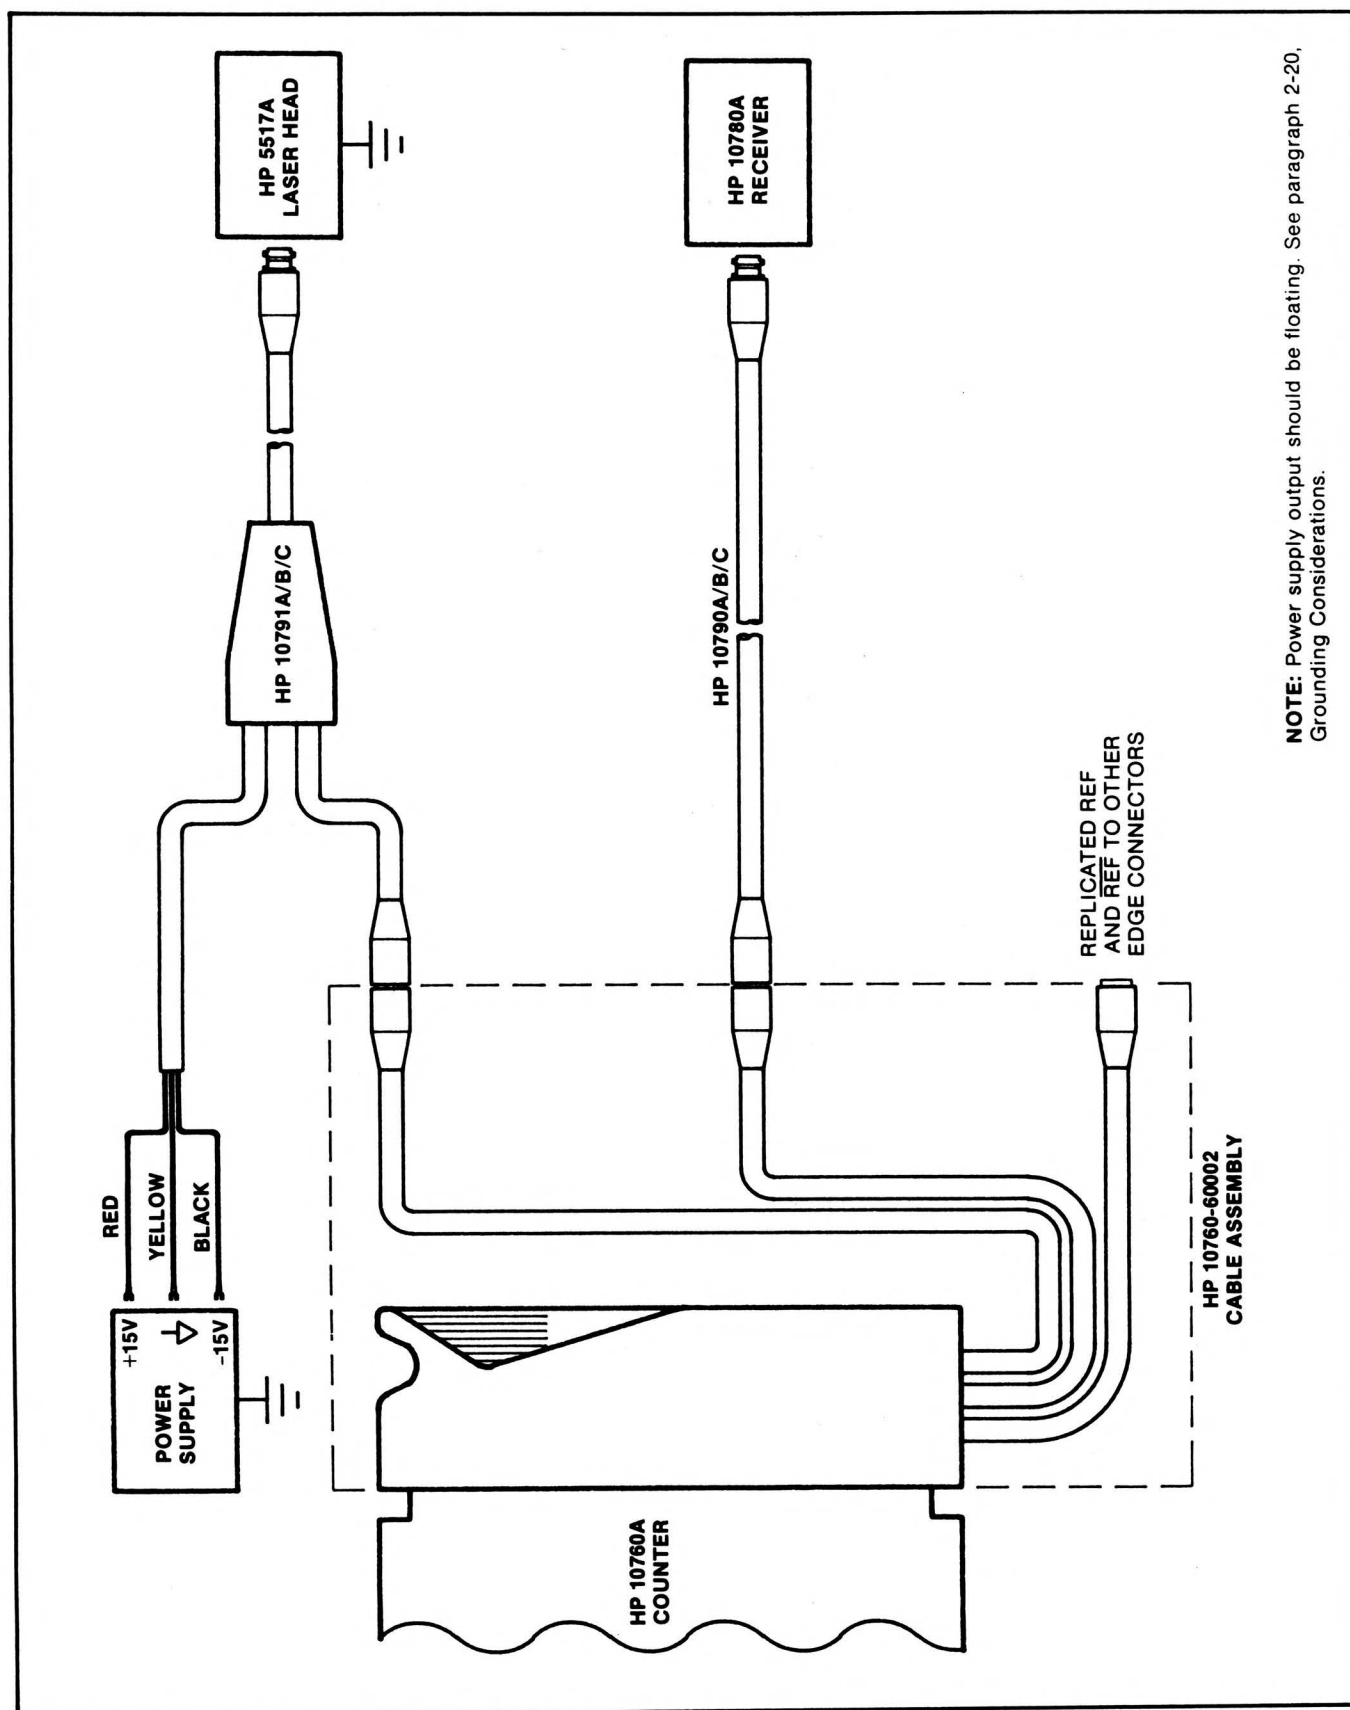 HP 5517A
LASER HEAD
HP 10780A
RECEIVER
HP 10791A/B/C
HP 10790A/B/C
RED
YELLOW
BLACK
+15V
-15V
POWER
SUPPLY
REPLICATED REF
AND REF TO OTHER
EDGE CONNECTORS
HP 10760-60002
CABLE ASSEMBLY
HP 10760A
COUNTER
NOTE: Power supply output should be floating. See paragraph 2-20,
Grounding Considerations.